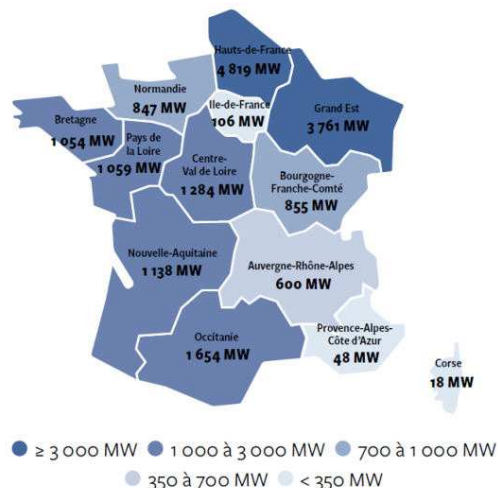 Hauts-de-France
4 819 MW
Normandie
847 MW
Ile-de-France
106 MW
Grand Est
3 761 MW
Bretagne
1 054 MW
Pays de
la Loire
1 059 MW
Centre-
Val de Loire
1 284 MW
Bourgogne-
Franche-Comté
855 MW
Nouvelle-Aquitaine
1 138 MW
Auvergne-Rhône-Alpes
600 MW
Occitanie
1 654 MW
Provence-Alpes-
Côte d'Azur
48 MW
Corse
18 MW
≥ 3 000 MW
1 000 à 3 000 MW
700 à 1 000 MW
350 à 700 MW
< 350 MW